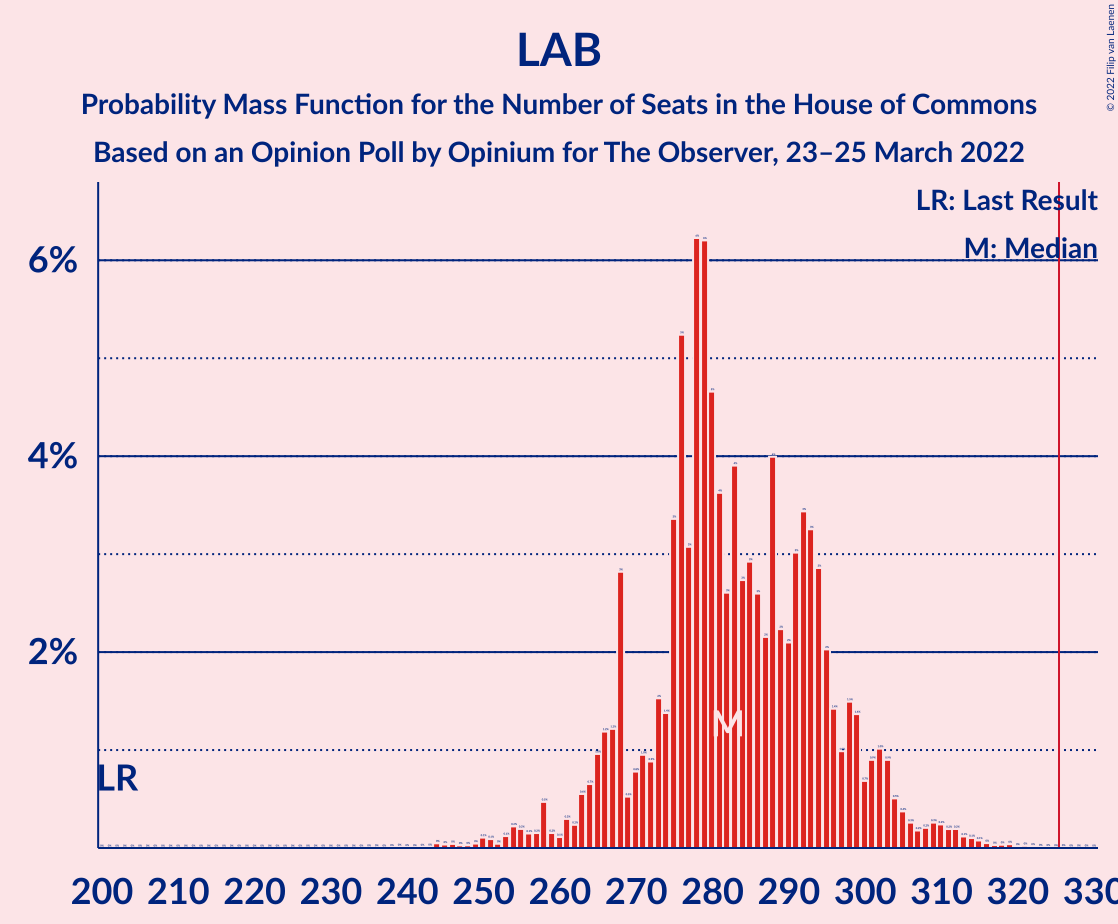 LAB
Probability Mass Function for the Number of Seats in the House of Commons
Based on an Opinion Poll by Opinium for The Observer, 23–25 March 2022
© 2022 Filip van Laenen
LR: Last Result
M: Median
6%
4%
2%
M
LR
200 210 220 230 240 250 260 270 280 290 300 310 320 330